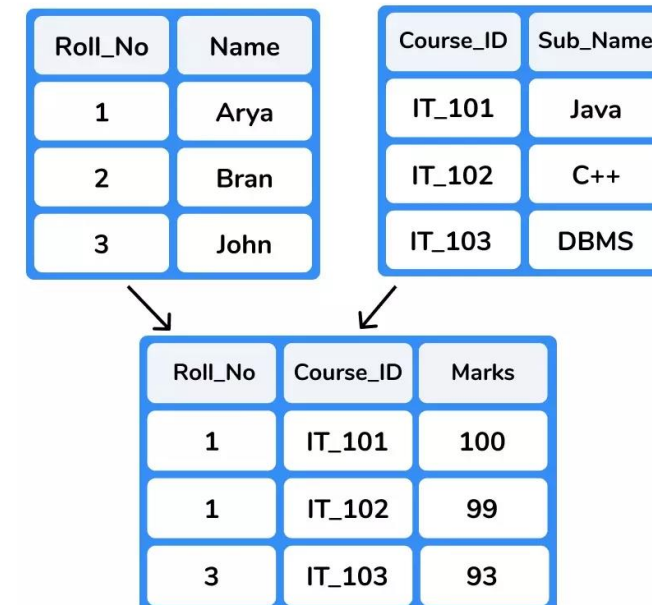 Roll_No Name
1 Arya
2 Bran
3 John
Course_ID Sub_Name
IT_101 Java
IT_102 C++
IT_103 DBMS
Roll_No Course_ID Marks
1 IT_101 100
1 IT_102 99
3 IT_103 93